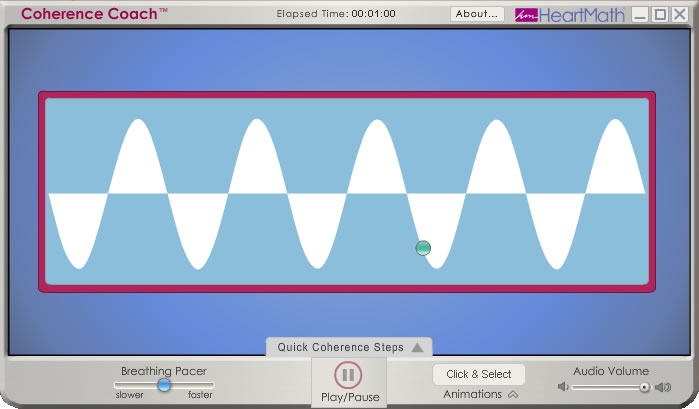 Coherence Coach™
Elapsed Time: 00:01:00
About...
hm HeartMath
Quick Coherence Steps
Breathing Pacer
slower faster
Play/Pause
Click & Select
Animations
Audio Volume